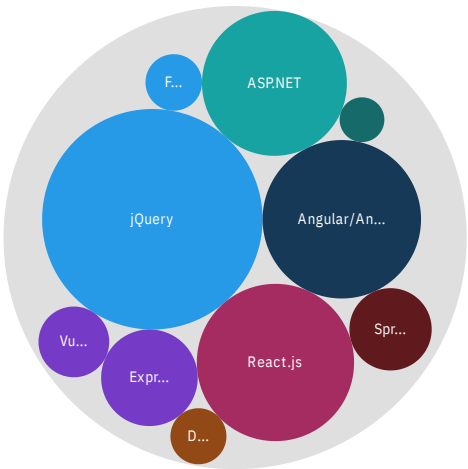 F...
ASP.NET
jQuery
Angular/An...
Vu...
Spr...
Expr...
React.js
D...